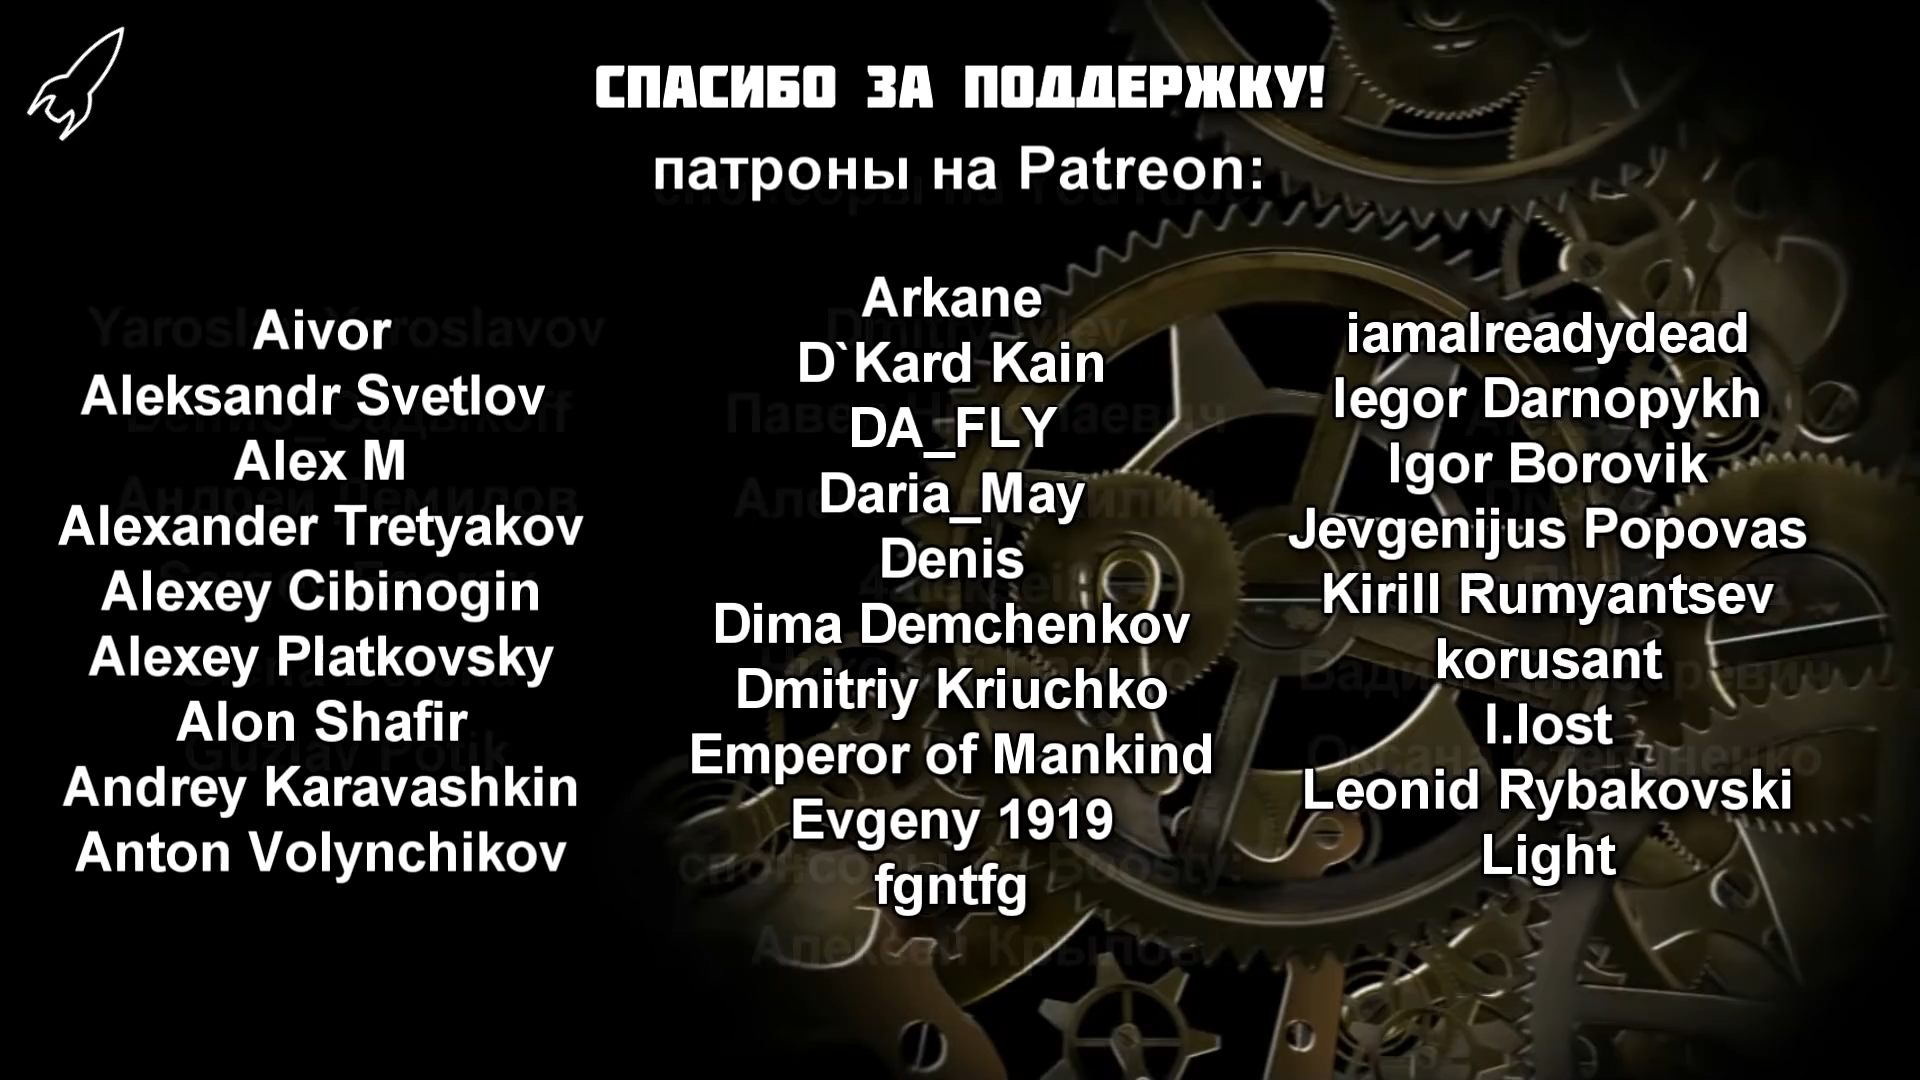 СПАСИБО ЗА ПОДДЕРЖКУ!
патроны на Patreon:
Aivor
Aleksandr Svetlov
Alex M
Alexander Tretyakov
Alexey Cibinogin
Alexey Platkovsky
Alon Shafir
Andrey Karavashkin
Anton Volynchikov
Arkane
D`Kard Kain
DA_FLY
Daria_May
Denis
Dima Demchenkov
Dmitriy Kriuchko
Emperor of Mankind
Evgeny 1919
fgntfg
iamalreadydead
Iegor Darnopykh
Igor Borovik
Jevgenijus Popovas
Kirill Rumyantsev
korusant
l.lost
Leonid Rybakovski
Light